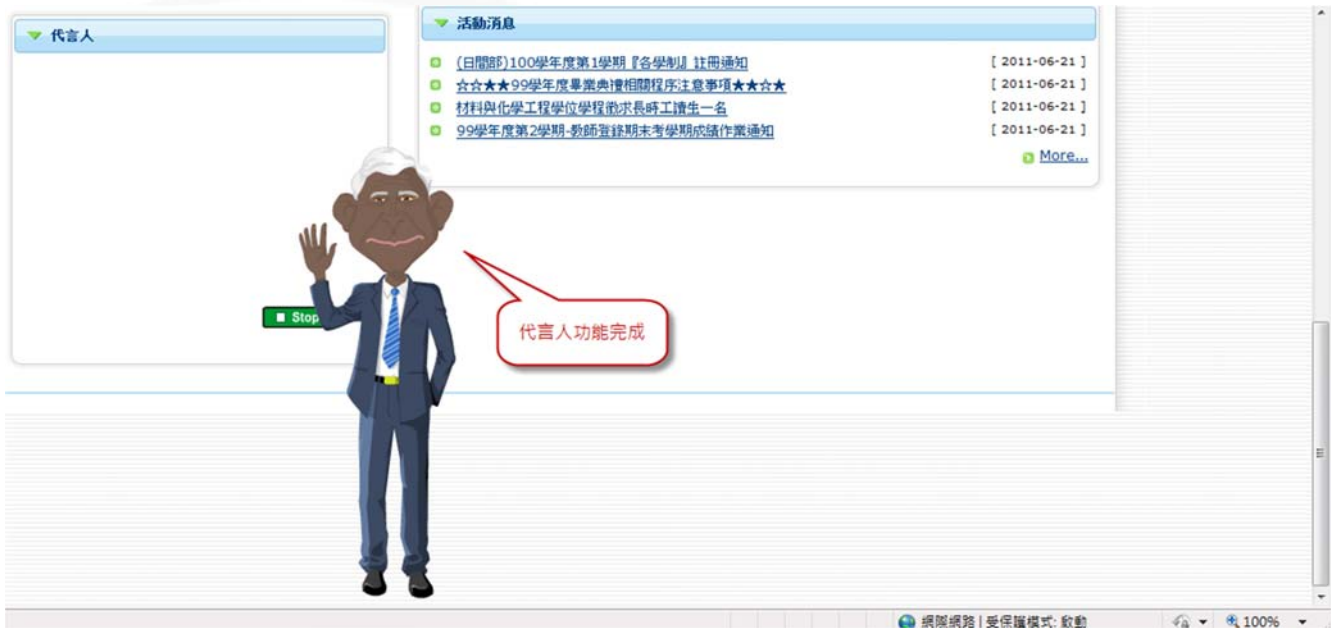 代言人
活動消息
(日間部)100學年度第1學期『各學制』註冊通知 [ 2011-06-21 ]
☆☆★★99學年度畢業典禮相關程序注意事項★★☆★ [ 2011-06-21 ]
材料與化學工程學位學程徵求長時工讀生一名 [ 2011-06-21 ]
99學年度第2學期-教師登錄期末考學期成績作業通知 [ 2011-06-21 ]
More...
Stop
代言人功能完成
網際網路 | 受保護模式: 啟動
100%